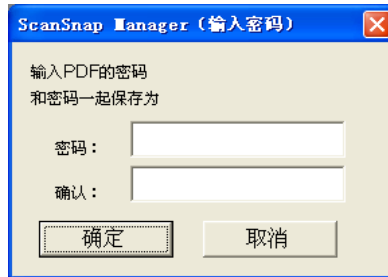 ScanSnap Manager（输入密码）
输入PDF的密码
和密码一起保存为
密码：
确认：
确定
取消